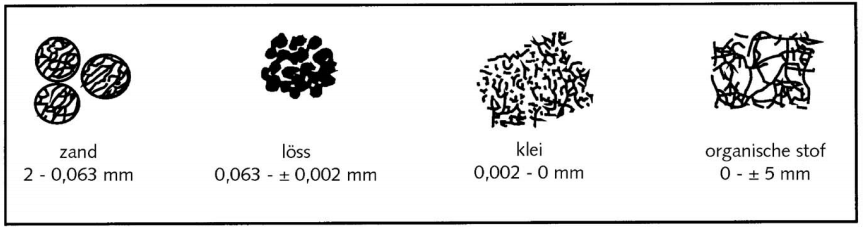 zand
2 - 0,063 mm
löss
0,063 - ± 0,002 mm
klei
0,002 - 0 mm
organische stof
0 - ± 5 mm